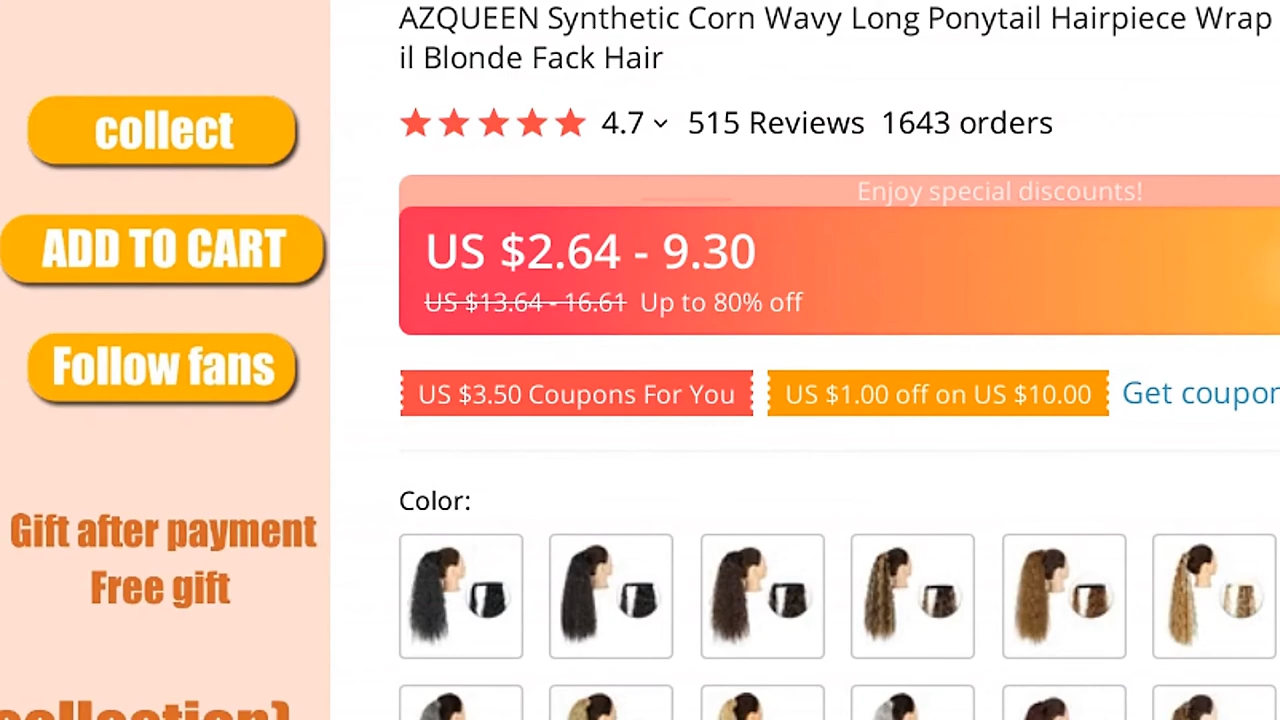 AZQUEEN Synthetic Corn Wavy Long Ponytail Hairpiece Wrap
il Blonde Fack Hair
4.7 515 Reviews 1643 orders
Enjoy special discounts!
US $2.64 - 9.30
US $13.64 - 16.61 Up to 80% off
US $3.50 Coupons For You
US $1.00 off on US $10.00
Get coupon
Color:
collect
ADD TO CART
Follow fans
Gift after payment
Free gift
collection)